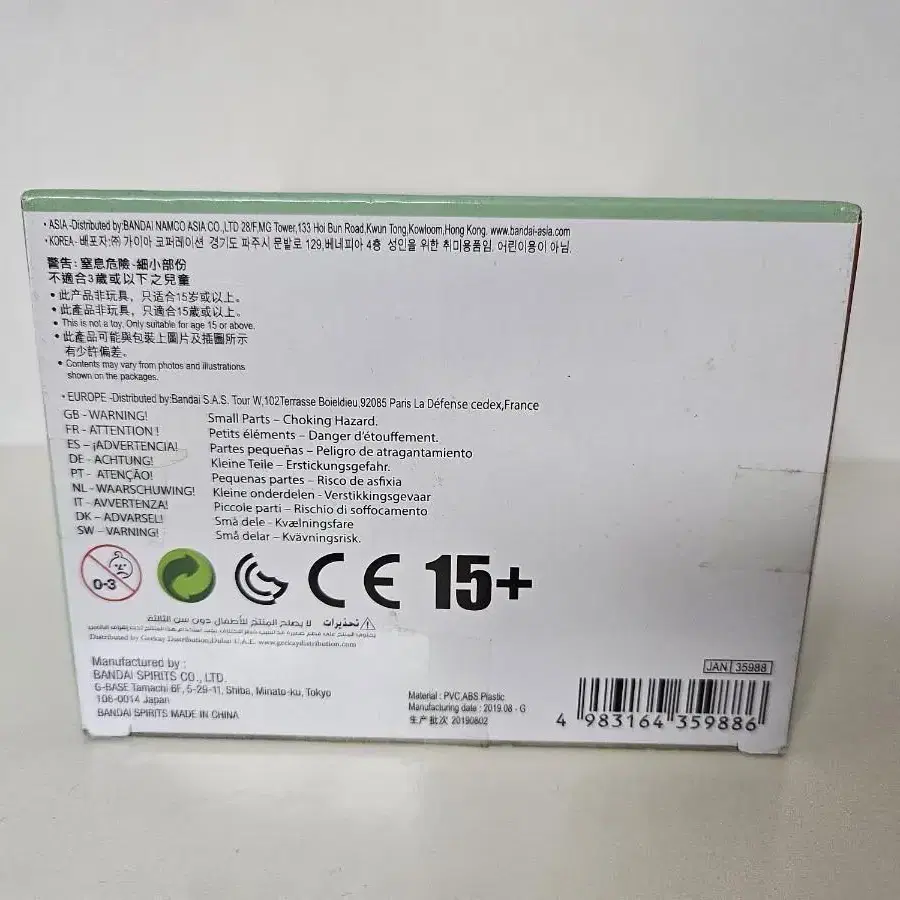 • ASIA -Distributed by:BANDAI NAMCO ASIA CO.,LTD 28/F,MG Tower,133 Hoi Bun Road,Kwun Tong,Kowloom,Hong Kong. www.bandai-asia.com
• KOREA - 배포자:㈜ 가이아 코퍼레이션 경기도 파주시 문발로 129,베네피아 4층 성인을 위한 취미용품임. 어린이용이 아님.
警告:窒息危險-細小部份
不適合3歲或以下之兒童
• 此产品非玩具，只适合15岁或以上。
• 此產品非玩具，只適合15歲或以上。
• This is not a toy. Only suitable for age 15 or above.
• 此產品可能與包裝上圖片及插圖所示
有少許偏差。
• Contents may vary from photos and illustrations
shown on the packages.
• EUROPE -Distributed by:Bandai S.A.S. Tour W,102Terrasse Boieldieu,92085 Paris La Défense cedex,France
GB - WARNING! Small Parts – Choking Hazard.
FR - ATTENTION ! Petits éléments – Danger d'étouffement.
ES – ¡ADVERTENCIA! Partes pequeñas – Peligro de atragantamiento
DE – ACHTUNG! Kleine Teile – Erstickungsgefahr.
PT - ATENÇÃO! Pequenas partes – Risco de asfixia
NL - WAARSCHUWING! Kleine onderdelen - Verstikkingsgevaar
IT – AVVERTENZA! Piccole parti – Rischio di soffocamento
DK – ADVARSEL! Små dele - Kvælningsfare
SW – VARNING! Små delar – Kvävningsrisk.
0-3 CE 15+
تحذيرات لا يصلح المنتج للأطفال دون سن الثالثة
Distributed by Geekay Distribution,Dubai U.A.E. www.geekaydistribution.com
Manufactured by :
BANDAI SPIRITS CO., LTD.
G-BASE Tamachi 6F, 5-29-11, Shiba, Minato-ku, Tokyo
108-0014 Japan
BANDAI SPIRITS MADE IN CHINA
Material : PVC,ABS Plastic
Manufacturing date : 2019.08 - G
生产批次 20190802
JAN 35988
4 983164 359886